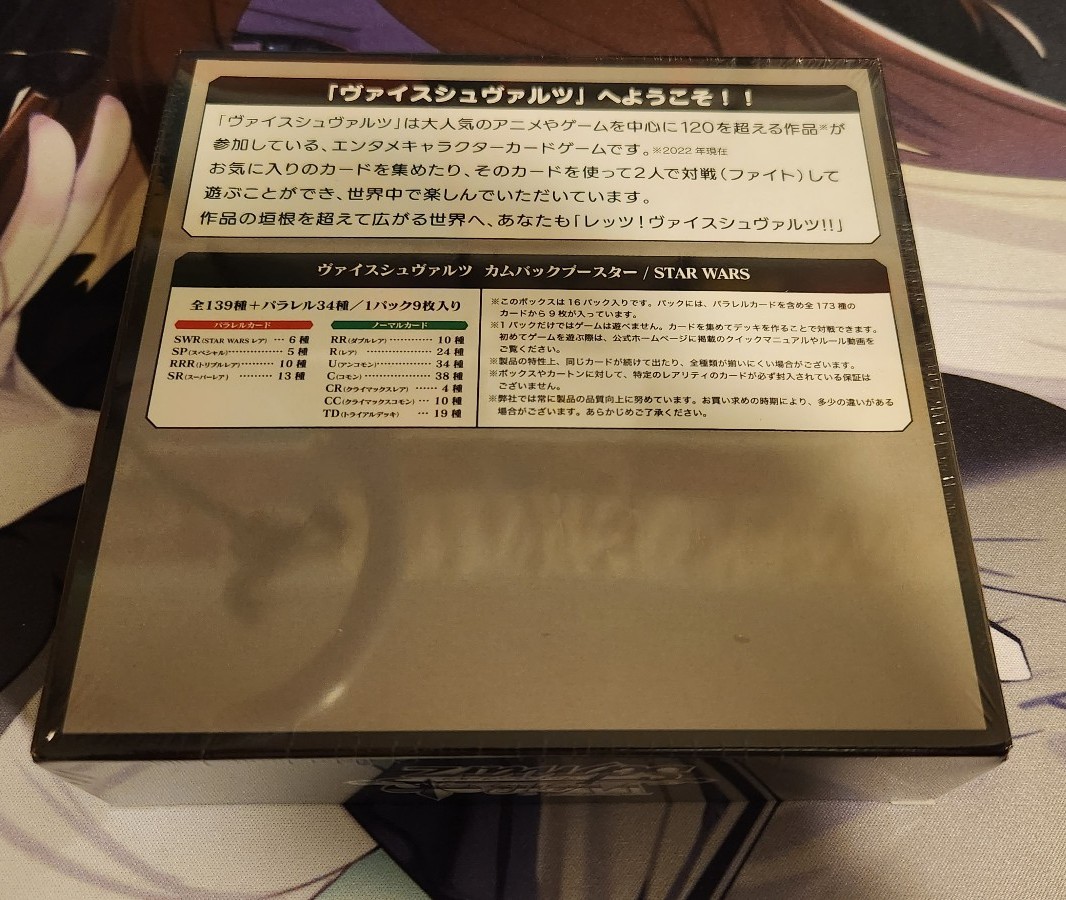 「ヴァイスシュヴァルツ」へようこそ！！
「ヴァイスシュヴァルツ」は大人気のアニメやゲームを中心に120を超える作品※が
参加している、エンタメキャラクターカードゲームです。※2022年現在
お気に入りのカードを集めたり、そのカードを使って2人で対戦（ファイト）して
遊ぶことができ、世界中で楽しんでいただいています。
作品の垣根を超えて広がる世界へ、あなたも「レッツ！ヴァイスシュヴァルツ!!」
ヴァイスシュヴァルツ カムバックブースター / STAR WARS
全139種＋パラレル34種／1パック9枚入り
パラレルカード
SWR(STAR WARS レア) … 6 種
SP(スペシャル)………… 5 種
RRR(トリプルレア)……… 10 種
SR(スーパーレア) … 13 種
ノーマルカード
RR(ダブルレア)………… 10 種
R(レア) ………………… 24 種
U(アンコモン)…………… 34 種
C(コモン)……………… 38 種
CR(クライマックスレア) …… 4 種
CC(クライマックスコモン) … 10 種
TD(トライアルデッキ) … 19 種
※このボックスは16パック入りです。パックには、パラレルカードを含め全173種の
カードから9枚が入っています。
※1パックだけではゲームは遊べません。カードを集めてデッキを作ることで対戦できます。
初めてゲームを遊ぶ際は、公式ホームページに掲載のクイックマニュアルやルール動画を
ご覧ください。
※製品の特性上、同じカードが続けて出たり、全種類が揃いにくい場合がございます。
※ボックスやカートンに対して、特定のレアリティのカードが必ず封入されている保証は
ございません。
※弊社では常に製品の品質向上に努めています。お買い求めの時期により、多少の違いがある
場合がございます。あらかじめご了承ください。